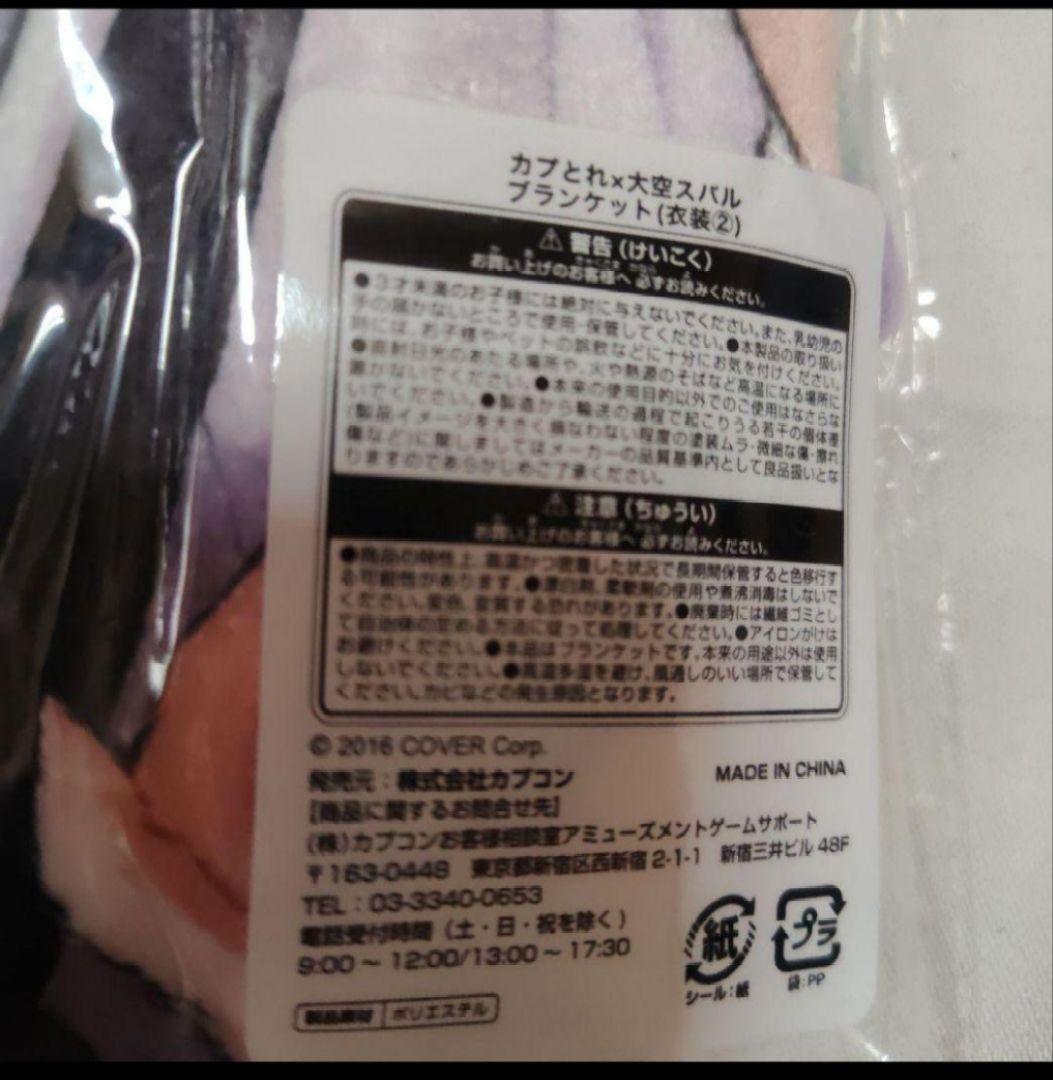 カプとれ×大空スバル
ブランケット(衣装②)
警告(けいこく)
お買い上げのお客様へ 必ずお読みください。
●3才未満のお子様には絶対に与えないでください。また、乳幼児の
手の届かないところで使用・保管してください。●本製品の取り扱い
時には、お子様やペットの誤飲などに十分にお気を付けください。
●直射日光のあたる場所や、火や熱源のそばなど高温になる場所に
置かないでください。●本来の使用目的以外でのご使用はなさらな
いでください。●製造から輸送の過程で起こりうる若干の個体差
(製品イメージを大きく損なわない程度の塗装ムラ・微細な傷・擦れ
傷など)に関しましてはメーカーの品質基準内として良品扱いとな
りますのであらかじめご了承ください。
注意(ちゅうい)
お買い上げのお客様へ 必ずお読みください。
●商品の特性上、高温かつ密着した状況で長期間保管すると色移行す
る可能性があります。●漂白剤、柔軟剤の使用や煮沸消毒はしないで
ください。変色、変質する恐れがあります。●廃棄時には繊維ゴミとし
て自治体の定める方法に従って処理してください。●アイロンがけは
お避けください。●本品はブランケットです。本来の用途以外は使用
しないでください。●高温多湿を避け、風通しのいい場所で保管して
ください。カビなどの発生原因となります。
© 2016 COVER Corp.
発売元：株式会社カプコン
MADE IN CHINA
【商品に関するお問合せ先】
(株)カプコンお客様相談室アミューズメントゲームサポート
〒163-0448 東京都新宿区西新宿2-1-1 新宿三井ビル 48F
TEL：03-3340-0653
電話受付時間(土・日・祝を除く)
9:00 ～ 12:00/13:00 ～ 17:30
紙
シール：紙
プラ
袋：PP
製品素材 ポリエステル